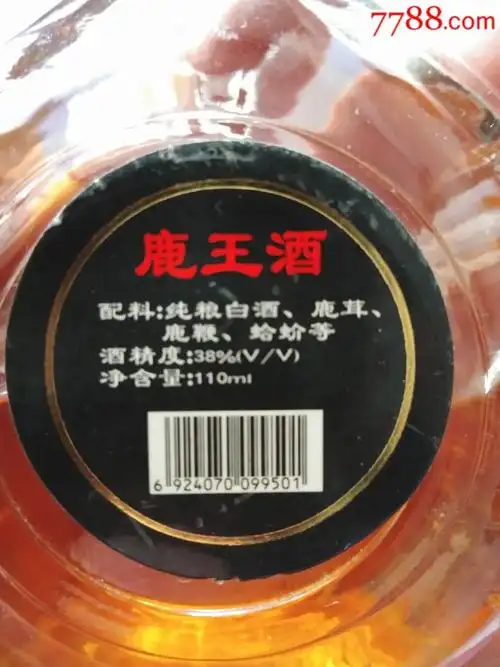 7788.com
鹿王酒
配料:纯粮白酒、鹿茸、
鹿鞭、蛤蚧等
酒精度:38%(V/V)
净含量:110ml
6 924070 099501